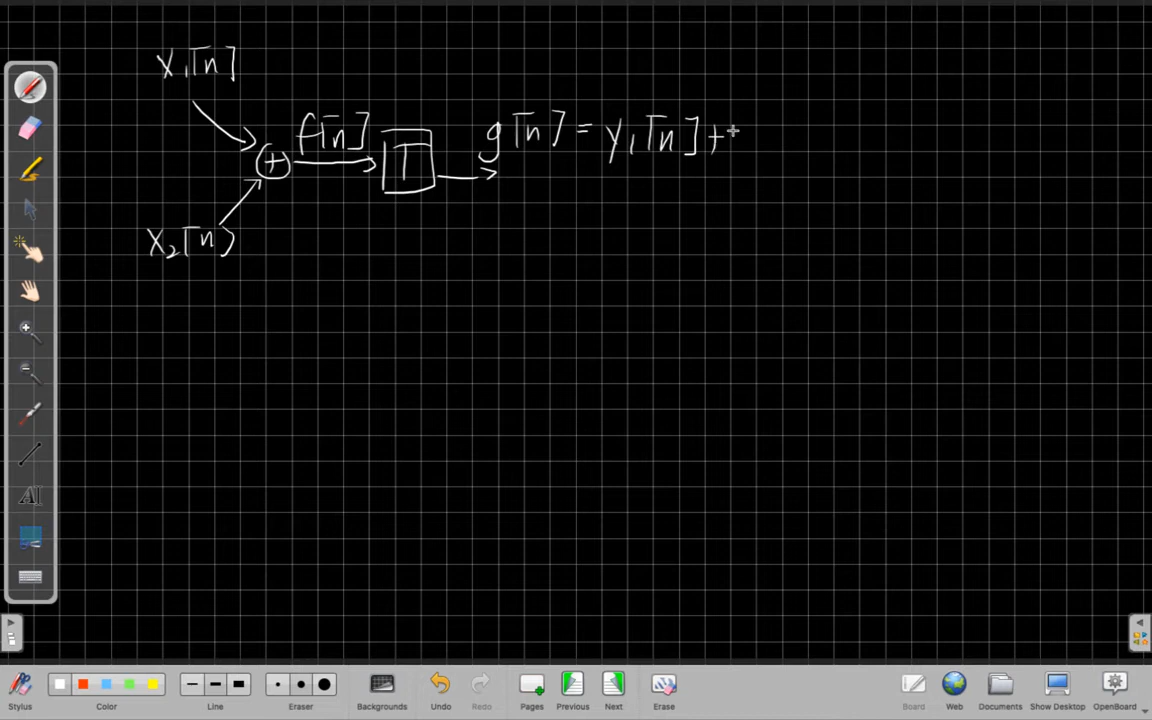 x₁[n]
f[n]
T
g[n] = y₁[n] +
+
x₂[n]
AI
Stylus
Color
Line
Eraser
Backgrounds
Undo
Redo
Pages
Previous
Next
Erase
Board
Web
Documents
Show Desktop
OpenBoard